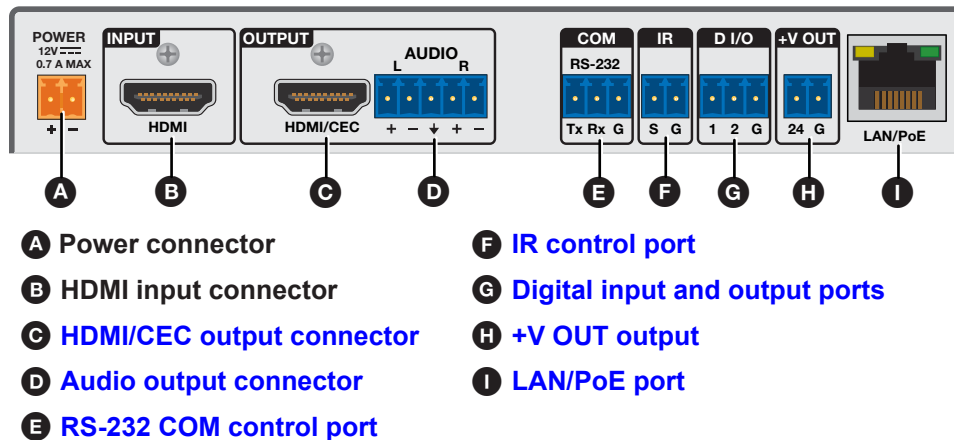 POWER
12V
0.7 A MAX
+ −
INPUT
HDMI
OUTPUT
HDMI/CEC
AUDIO
L R
+ − + −
COM
RS-232
Tx Rx G
IR
S G
D I/O
1 2 G
+V OUT
24 G
LAN/PoE
A B C D E F G H I
A Power connector
B HDMI input connector
C HDMI/CEC output connector
D Audio output connector
E RS-232 COM control port
F IR control port
G Digital input and output ports
H +V OUT output
I LAN/PoE port